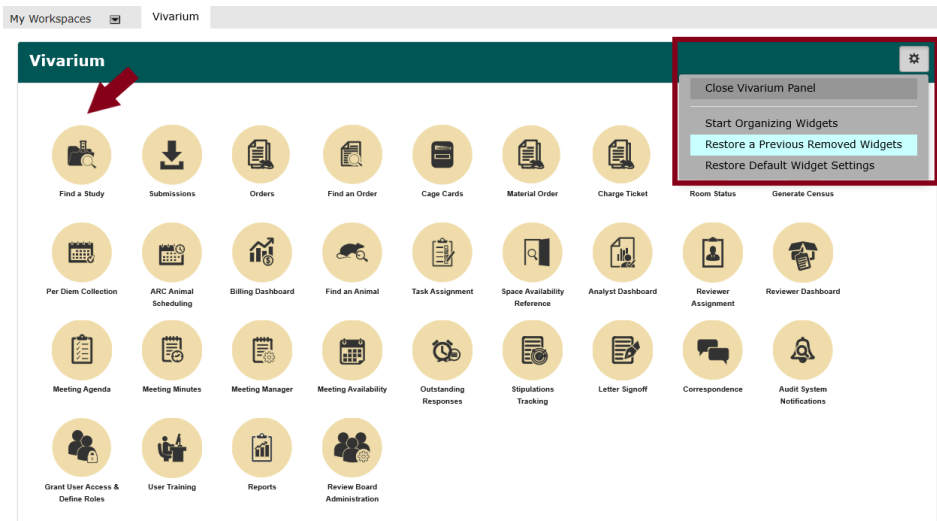 My Workspaces
Vivarium
Vivarium
Close Vivarium Panel
Start Organizing Widgets
Restore a Previous Removed Widgets
Restore Default Widget Settings
Find a Study
Submissions
Orders
Find an Order
Cage Cards
Material Order
Charge Ticket
Room Status
Generate Census
Per Diem Collection
ARC Animal
Scheduling
Billing Dashboard
Find an Animal
Task Assignment
Space Availability
Reference
Analyst Dashboard
Reviewer
Assignment
Reviewer Dashboard
Meeting Agenda
Meeting Minutes
Meeting Manager
Meeting Availability
Outstanding
Responses
Stipulations
Tracking
Letter Signoff
Correspondence
Audit System
Notifications
Grant User Access &
Define Roles
User Training
Reports
Review Board
Administration